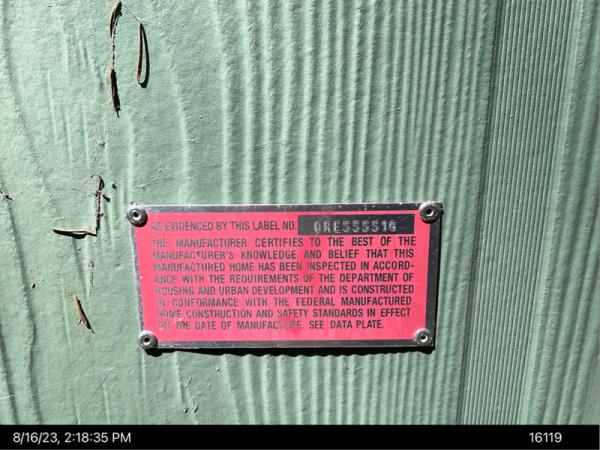 AS EVIDENCED BY THIS LABEL NO. ORE555516
THE MANUFACTURER CERTIFIES TO THE BEST OF THE
MANUFACTURER'S KNOWLEDGE AND BELIEF THAT THIS
MANUFACTURED HOME HAS BEEN INSPECTED IN ACCORD-
ANCE WITH THE REQUIREMENTS OF THE DEPARTMENT OF
HOUSING AND URBAN DEVELOPMENT AND IS CONSTRUCTED
IN CONFORMANCE WITH THE FEDERAL MANUFACTURED
HOME CONSTRUCTION AND SAFETY STANDARDS IN EFFECT
ON THE DATE OF MANUFACTURE. SEE DATA PLATE.
8/16/23, 2:18:35 PM
16119